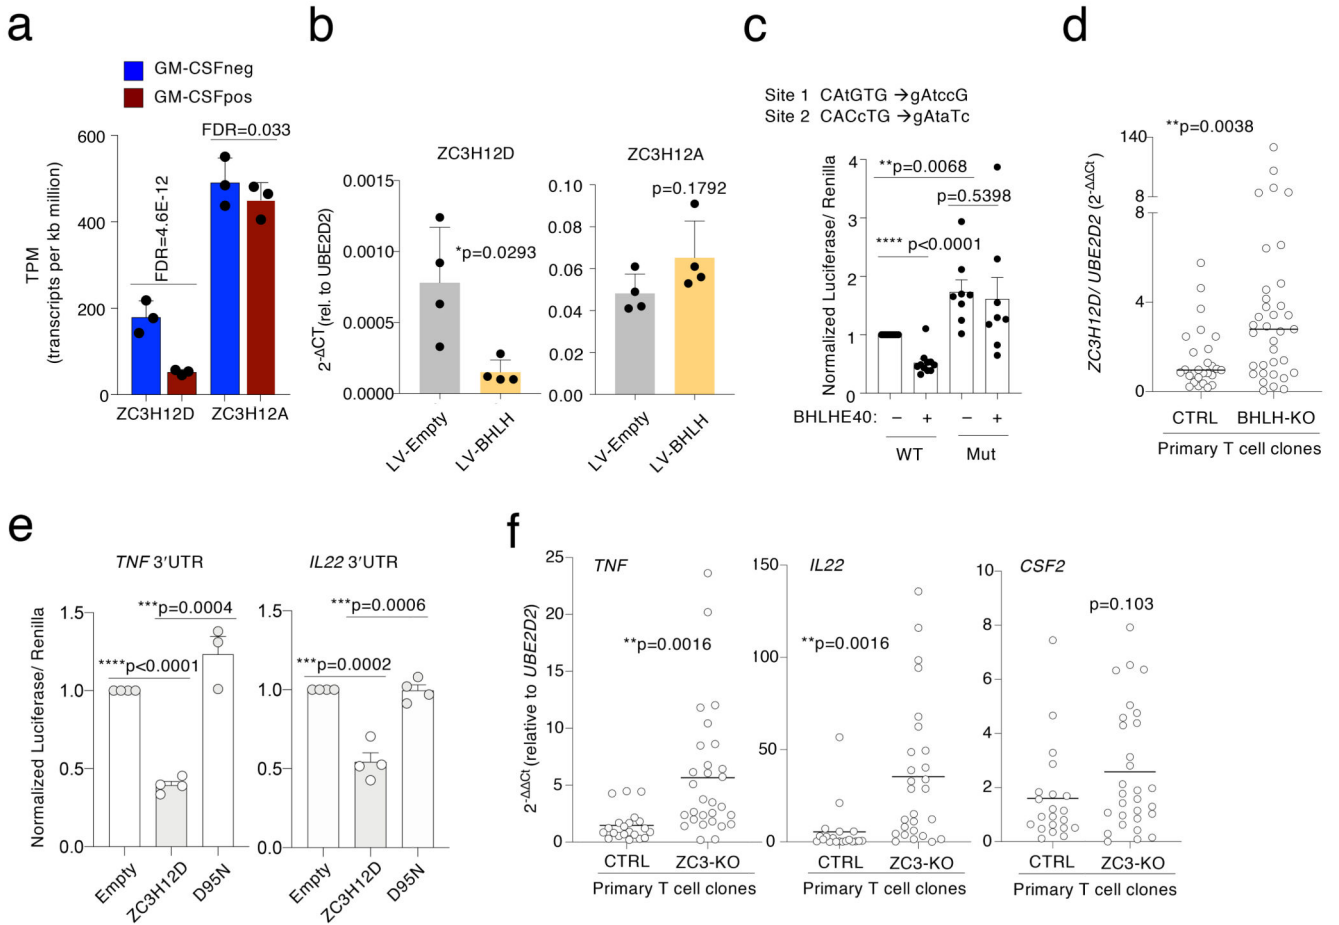 a
GM-CSFneg
GM-CSFpos
FDR=0.033
FDR=4.6E-12
TPM
(transcripts per kb million)
600
400
200
0
ZC3H12D ZC3H12A
b
ZC3H12D
2^-ΔCT (rel. to UBE2D2)
0.0015
0.0010
0.0005
0.0000
*p=0.0293
LV-Empty
LV-BHLH
ZC3H12A
0.10
0.08
0.06
0.04
0.02
0.00
p=0.1792
LV-Empty
LV-BHLH
c
Site 1 CAtGTG →gAtccG
Site 2 CACcTG →gAtaTc
Normalized Luciferase/ Renilla
4
3
2
1
0
**p=0.0068
p=0.5398
**** p<0.0001
BHLHE40: − + − +
WT Mut
d
**p=0.0038
ZC3H12D/ UBE2D2 (2^-ΔΔCt)
140
8
8
4
0
CTRL BHLH-KO
Primary T cell clones
e
TNF 3′UTR
Normalized Luciferase/ Renilla
1.5
1.0
0.5
0.0
***p=0.0004
****p<0.0001
Empty
ZC3H12D
D95N
IL22 3′UTR
1.5
1.0
0.5
0.0
***p=0.0006
***p=0.0002
Empty
ZC3H12D
D95N
f
2^-ΔΔCt (relative to UBE2D2)
25
20
15
10
5
0
TNF
**p=0.0016
CTRL ZC3-KO
Primary T cell clones
150
100
50
0
IL22
**p=0.0016
CTRL ZC3-KO
Primary T cell clones
10
8
6
4
2
0
CSF2
p=0.103
CTRL ZC3-KO
Primary T cell clones